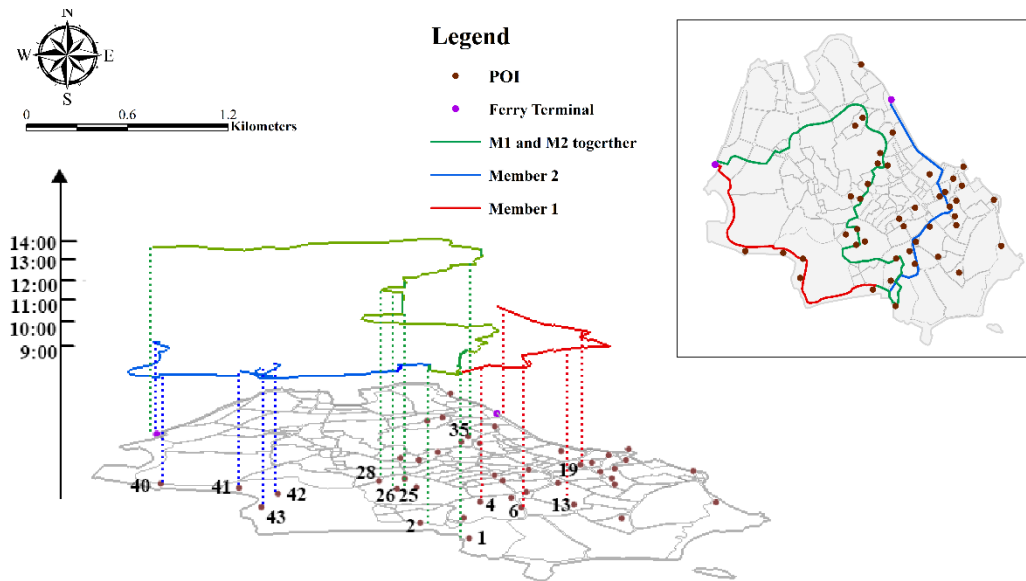 N
W E
S
0 0.6 1.2
Kilometers
Legend
POI
Ferry Terminal
M1 and M2 togerther
Member 2
Member 1
14:00
13:00
12:00
11:00
10:00
9:00
35
40 41 42 28 26 25 19
43 4 6 13
2 1